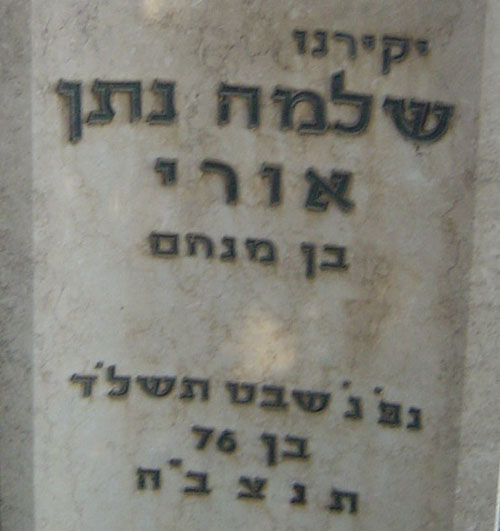 יקירנו
שלמה נתן
אורי
בן מנחם
נפ' ג' שבט תשל"ד
בן 76
ת נ צ ב" ה